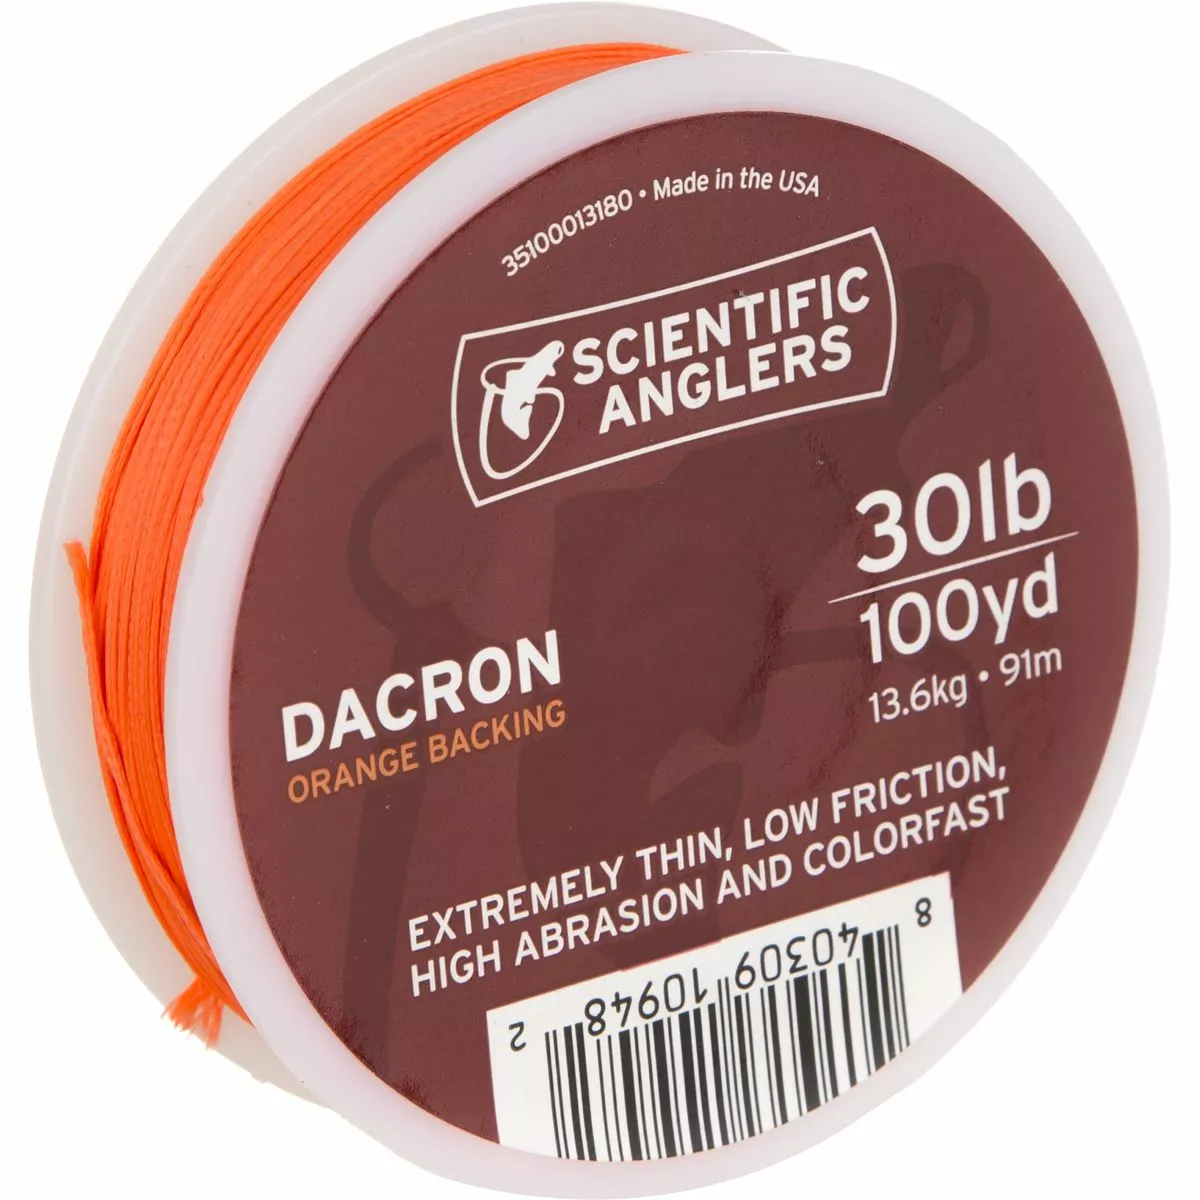 35100013180 • Made in the USA
SCIENTIFIC
ANGLERS
30lb
100yd
13.6kg • 91m
DACRON
ORANGE BACKING
EXTREMELY THIN, LOW FRICTION,
HIGH ABRASION AND COLORFAST
8 40309 10948 2